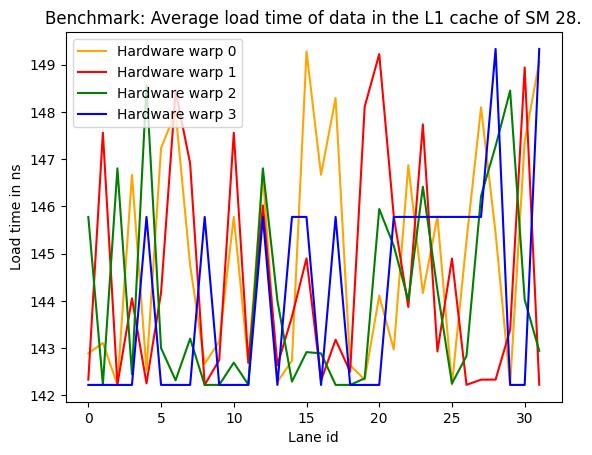 Benchmark: Average load time of data in the L1 cache of SM 28.
Hardware warp 0
Hardware warp 1
Hardware warp 2
Hardware warp 3
Load time in ns
149
148
147
146
145
144
143
142
0 5 10 15 20 25 30
Lane id